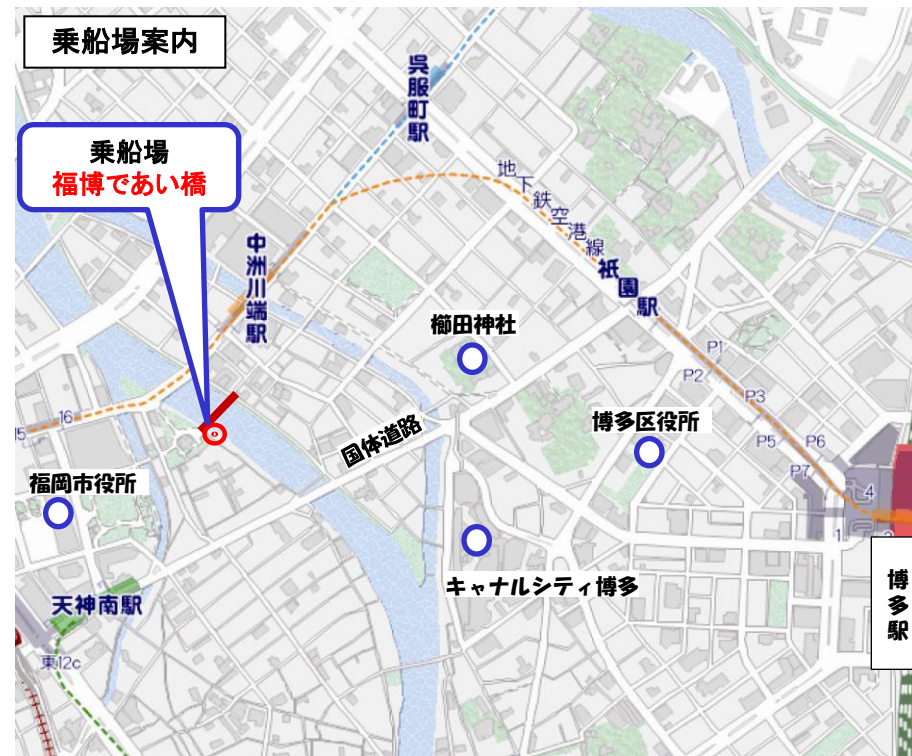 乗船場案内
呉服町駅
乗船場
福博であい橋
地下鉄空港線
中洲川端駅
祇園駅
櫛田神社
P1
P2
P3
16
15
国体道路
博多区役所
P5
P6
P7
福岡市役所
4
1
キャナルシティ博多
博多駅
天神南駅
東12c